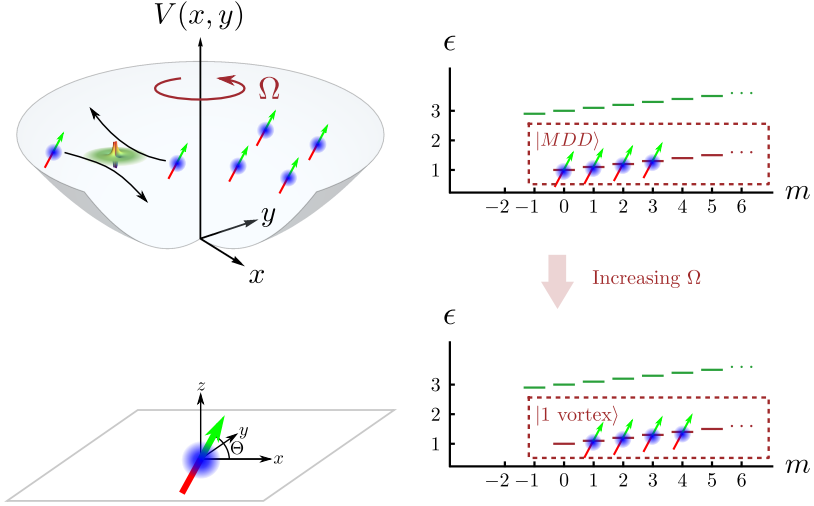 V(x, y)
Ω
y
x
z
y
Θ
x
ϵ
3
2
|MDD⟩
1
−2 −1 0 1 2 3 4 5 6 m
Increasing Ω
ϵ
3
2
|1 vortex⟩
1
−2 −1 0 1 2 3 4 5 6 m